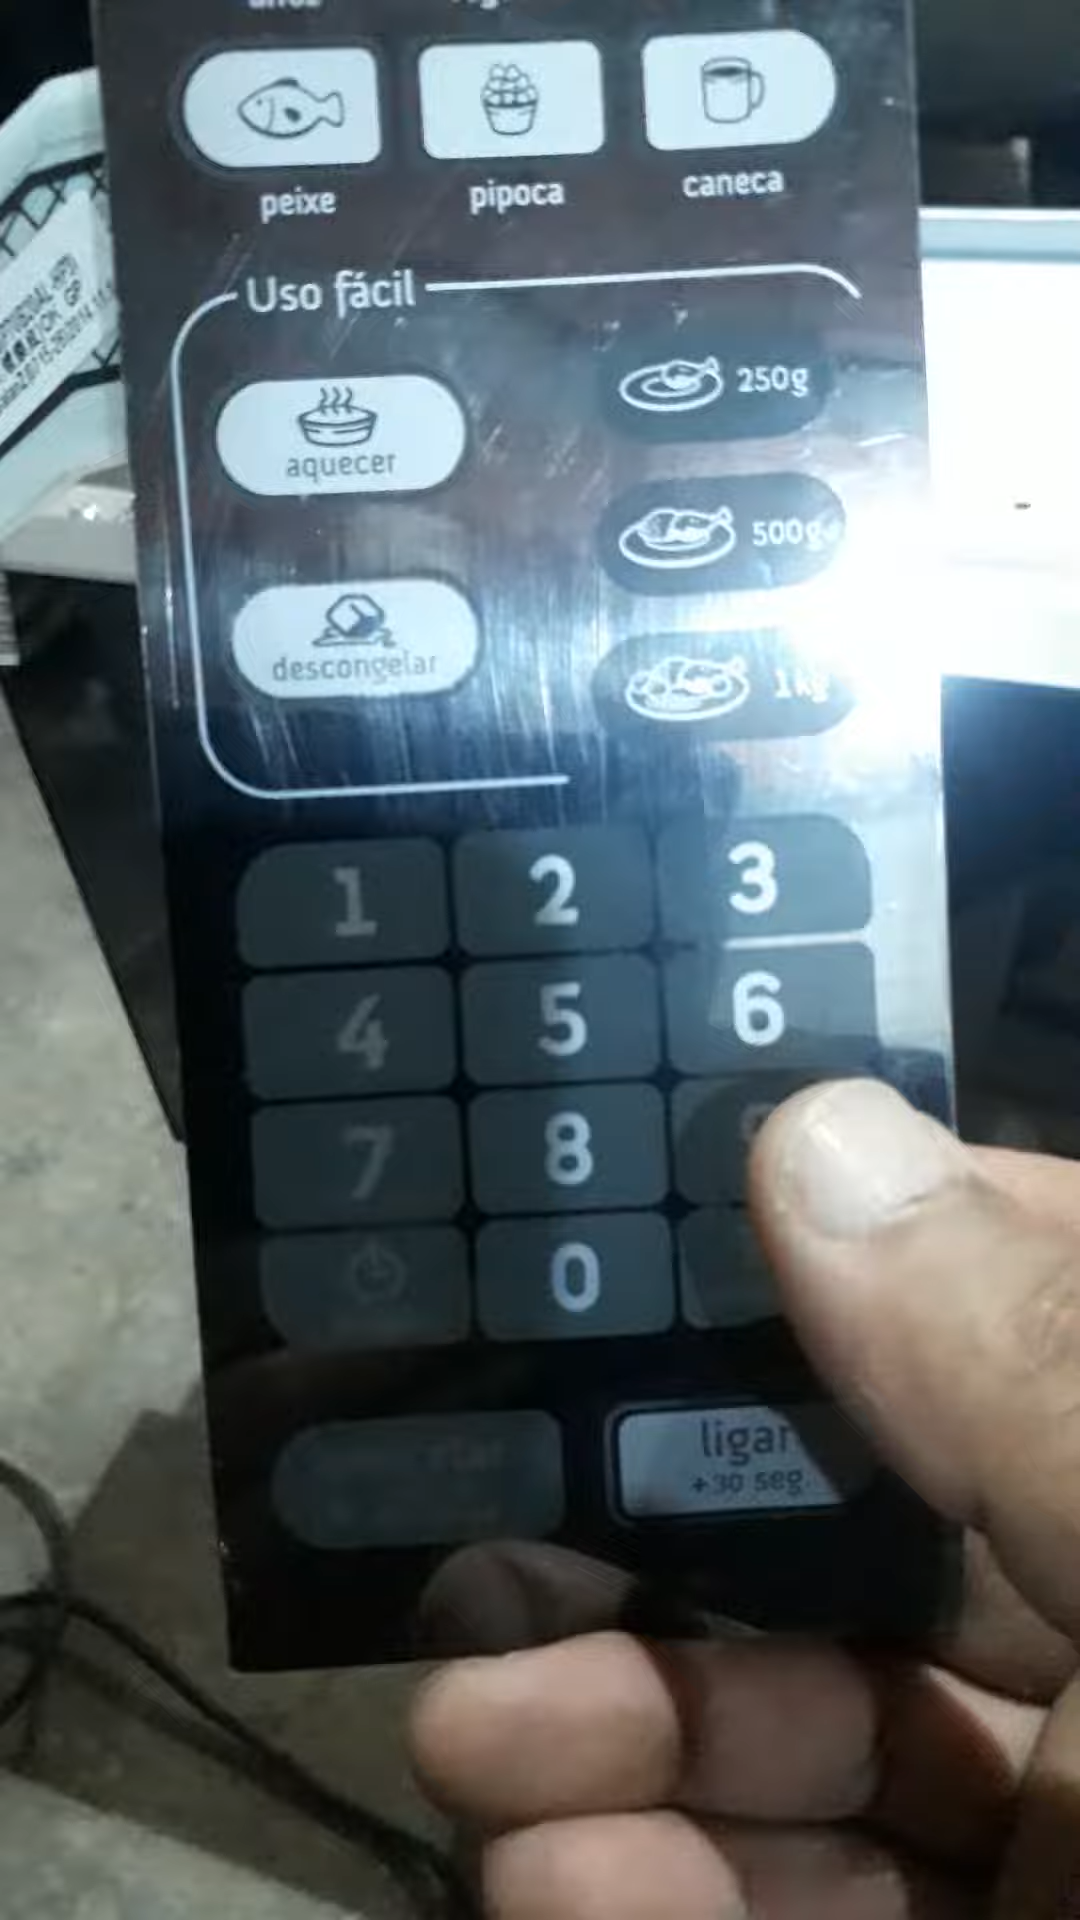 peixe
pipoca
caneca
Uso fácil
aquecer
250g
500g
descongelar
1kg
1
2
3
4
5
6
7
8
0
ligar
+30 seg.